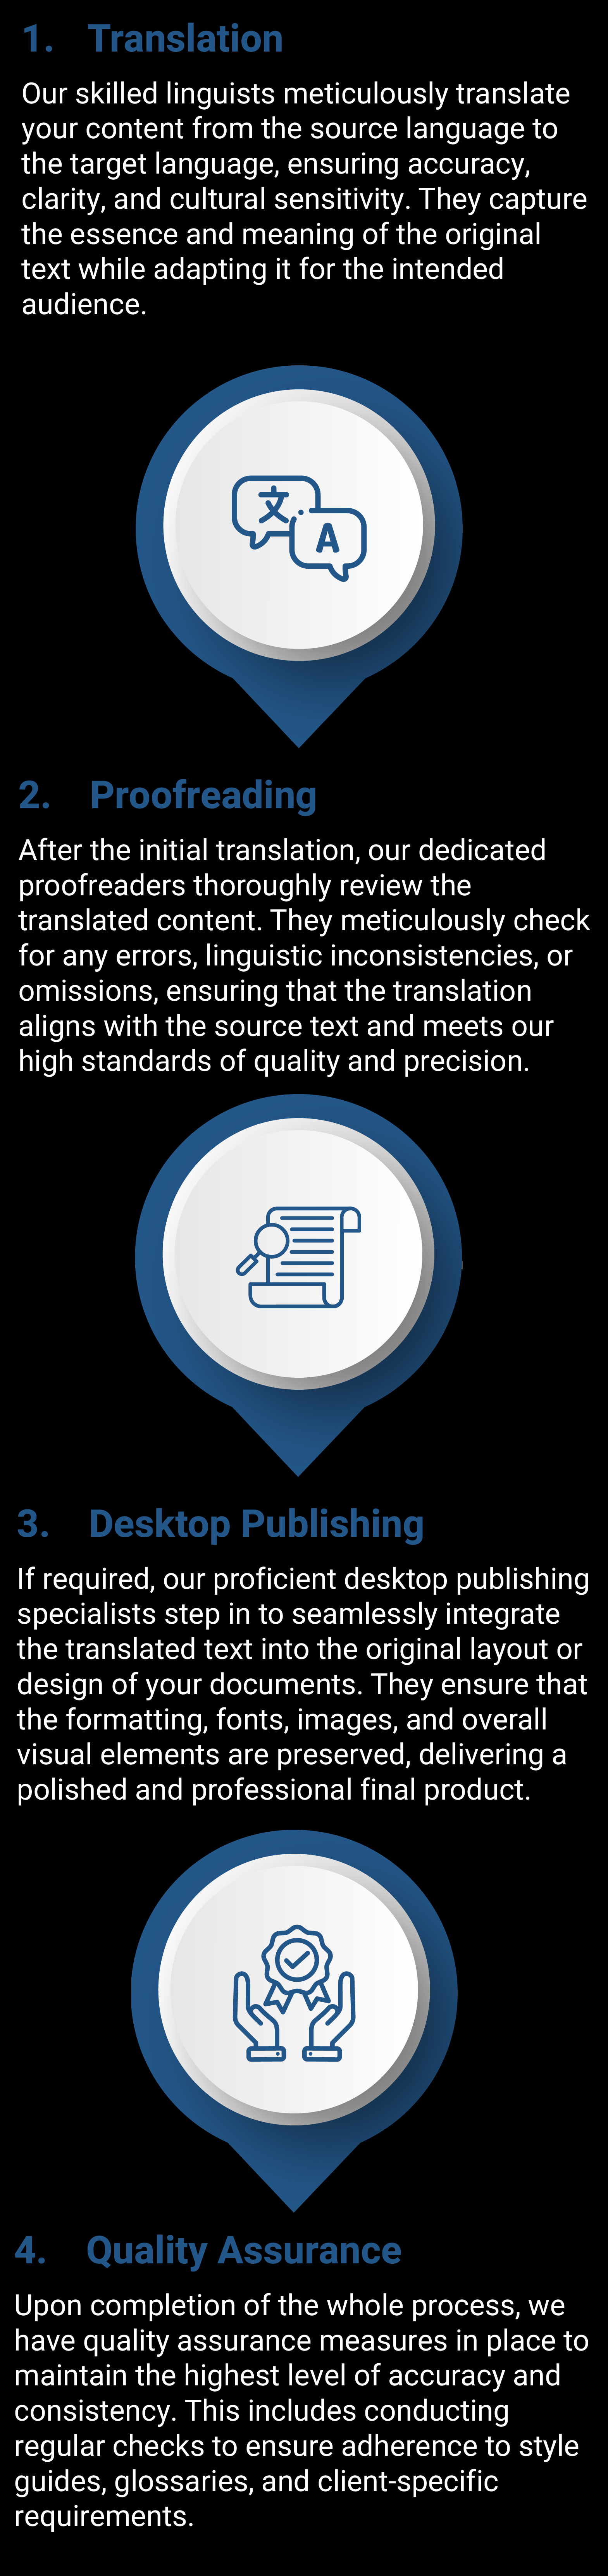 1. Translation
Our skilled linguists meticulously translate
your content from the source language to
the target language, ensuring accuracy,
clarity, and cultural sensitivity. They capture
the essence and meaning of the original
text while adapting it for the intended
audience.
文
A
2. Proofreading
After the initial translation, our dedicated
proofreaders thoroughly review the
translated content. They meticulously check
for any errors, linguistic inconsistencies, or
omissions, ensuring that the translation
aligns with the source text and meets our
high standards of quality and precision.
3. Desktop Publishing
If required, our proficient desktop publishing
specialists step in to seamlessly integrate
the translated text into the original layout or
design of your documents. They ensure that
the formatting, fonts, images, and overall
visual elements are preserved, delivering a
polished and professional final product.
4. Quality Assurance
Upon completion of the whole process, we
have quality assurance measures in place to
maintain the highest level of accuracy and
consistency. This includes conducting
regular checks to ensure adherence to style
guides, glossaries, and client-specific
requirements.